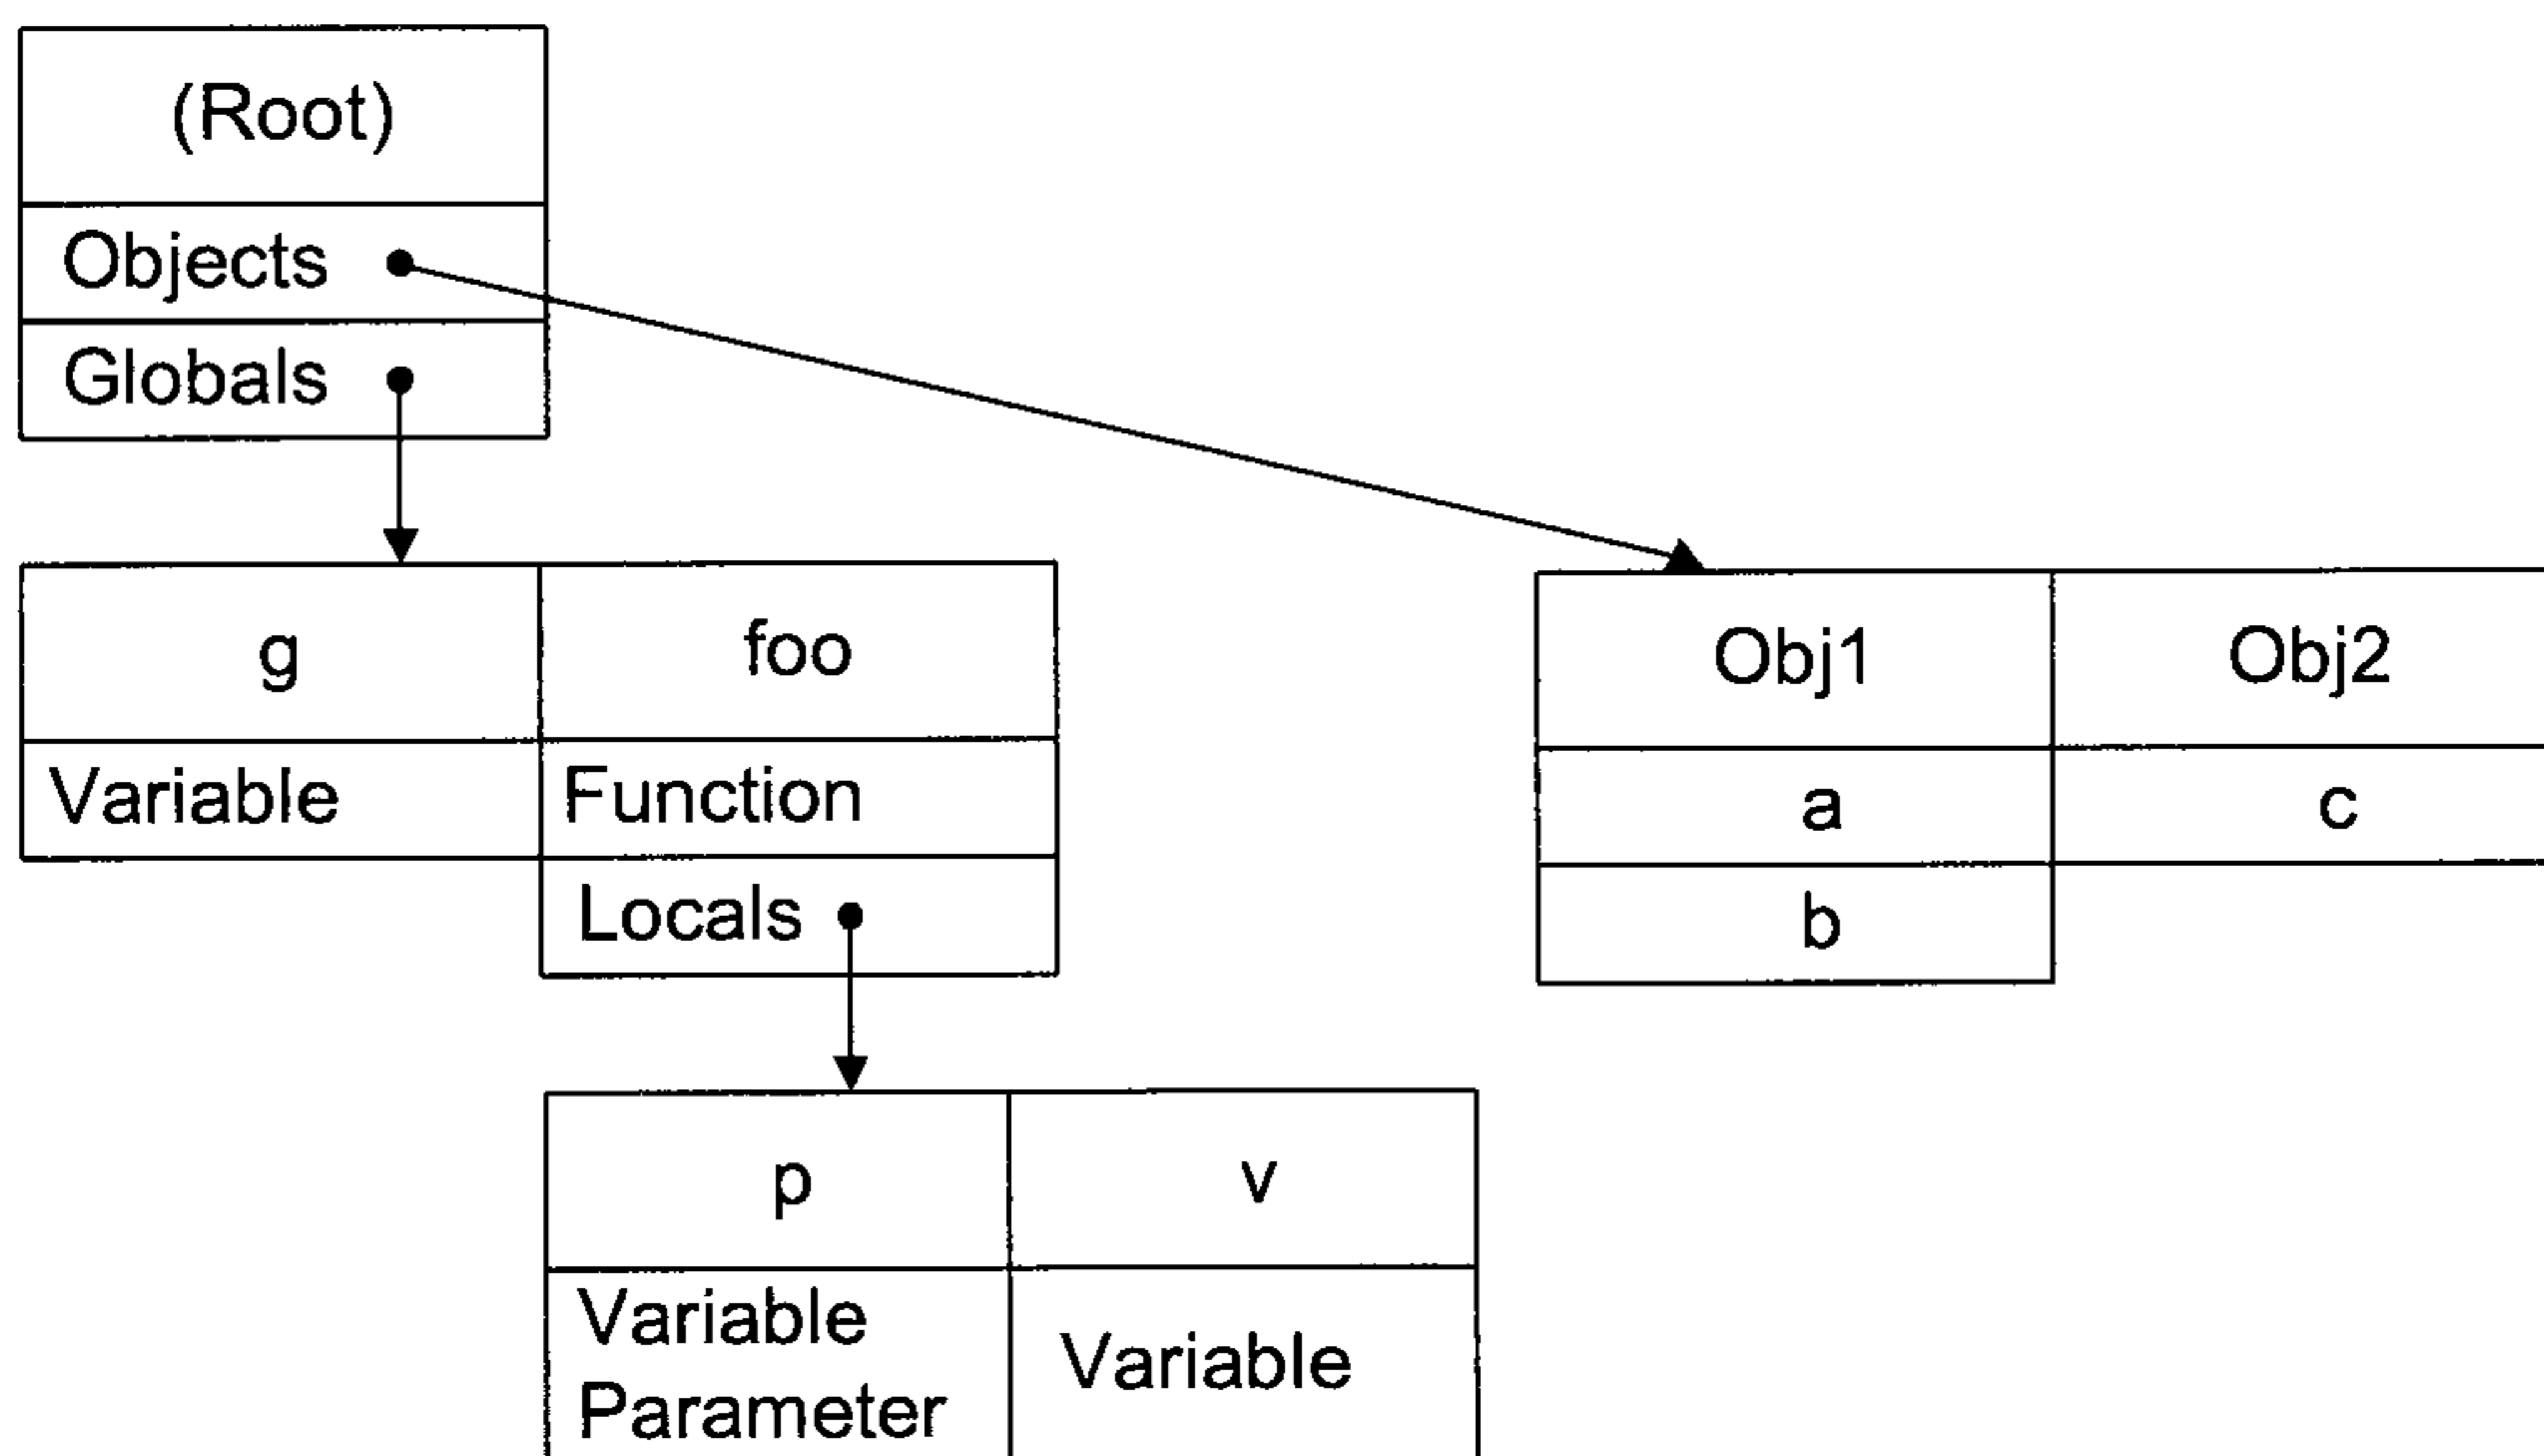 (Root)
Objects
Globals
g
foo
Variable
Function
Locals
Obj1
Obj2
a
c
b
p
v
Variable
Parameter
Variable